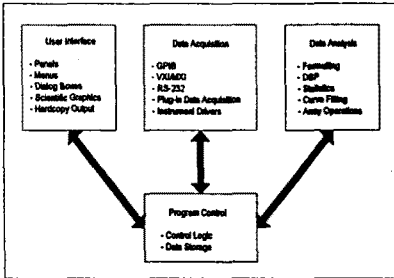 User Interface
- Panels
- Menus
- Dialog Boxes
- Scientific Graphics
- Hardcopy Output
Data Acquisition
- GPIB
- VXI/MXI
- RS-232
- Plug-in Data Acquisition
- Instrument Drivers
Data Analysis
- Formatting
- DSP
- Statistics
- Curve Fitting
- Array Operations
Program Control
- Control Logic
- Data Storage